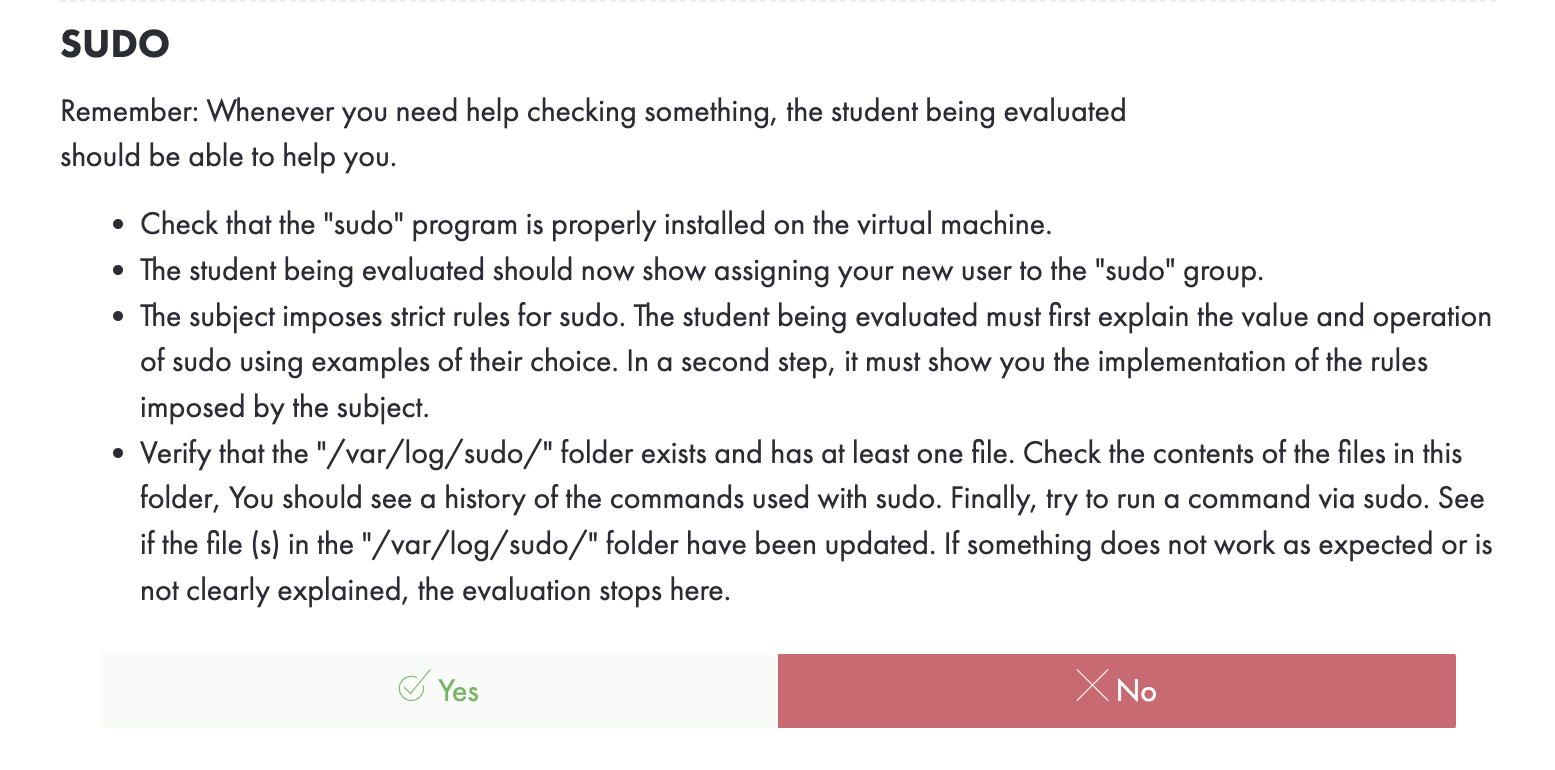 SUDO
Remember: Whenever you need help checking something, the student being evaluated
should be able to help you.
• Check that the "sudo" program is properly installed on the virtual machine.
• The student being evaluated should now show assigning your new user to the "sudo" group.
• The subject imposes strict rules for sudo. The student being evaluated must first explain the value and operation
of sudo using examples of their choice. In a second step, it must show you the implementation of the rules
imposed by the subject.
• Verify that the "/var/log/sudo/" folder exists and has at least one file. Check the contents of the files in this
folder, You should see a history of the commands used with sudo. Finally, try to run a command via sudo. See
if the file (s) in the "/var/log/sudo/" folder have been updated. If something does not work as expected or is
not clearly explained, the evaluation stops here.
Yes
No